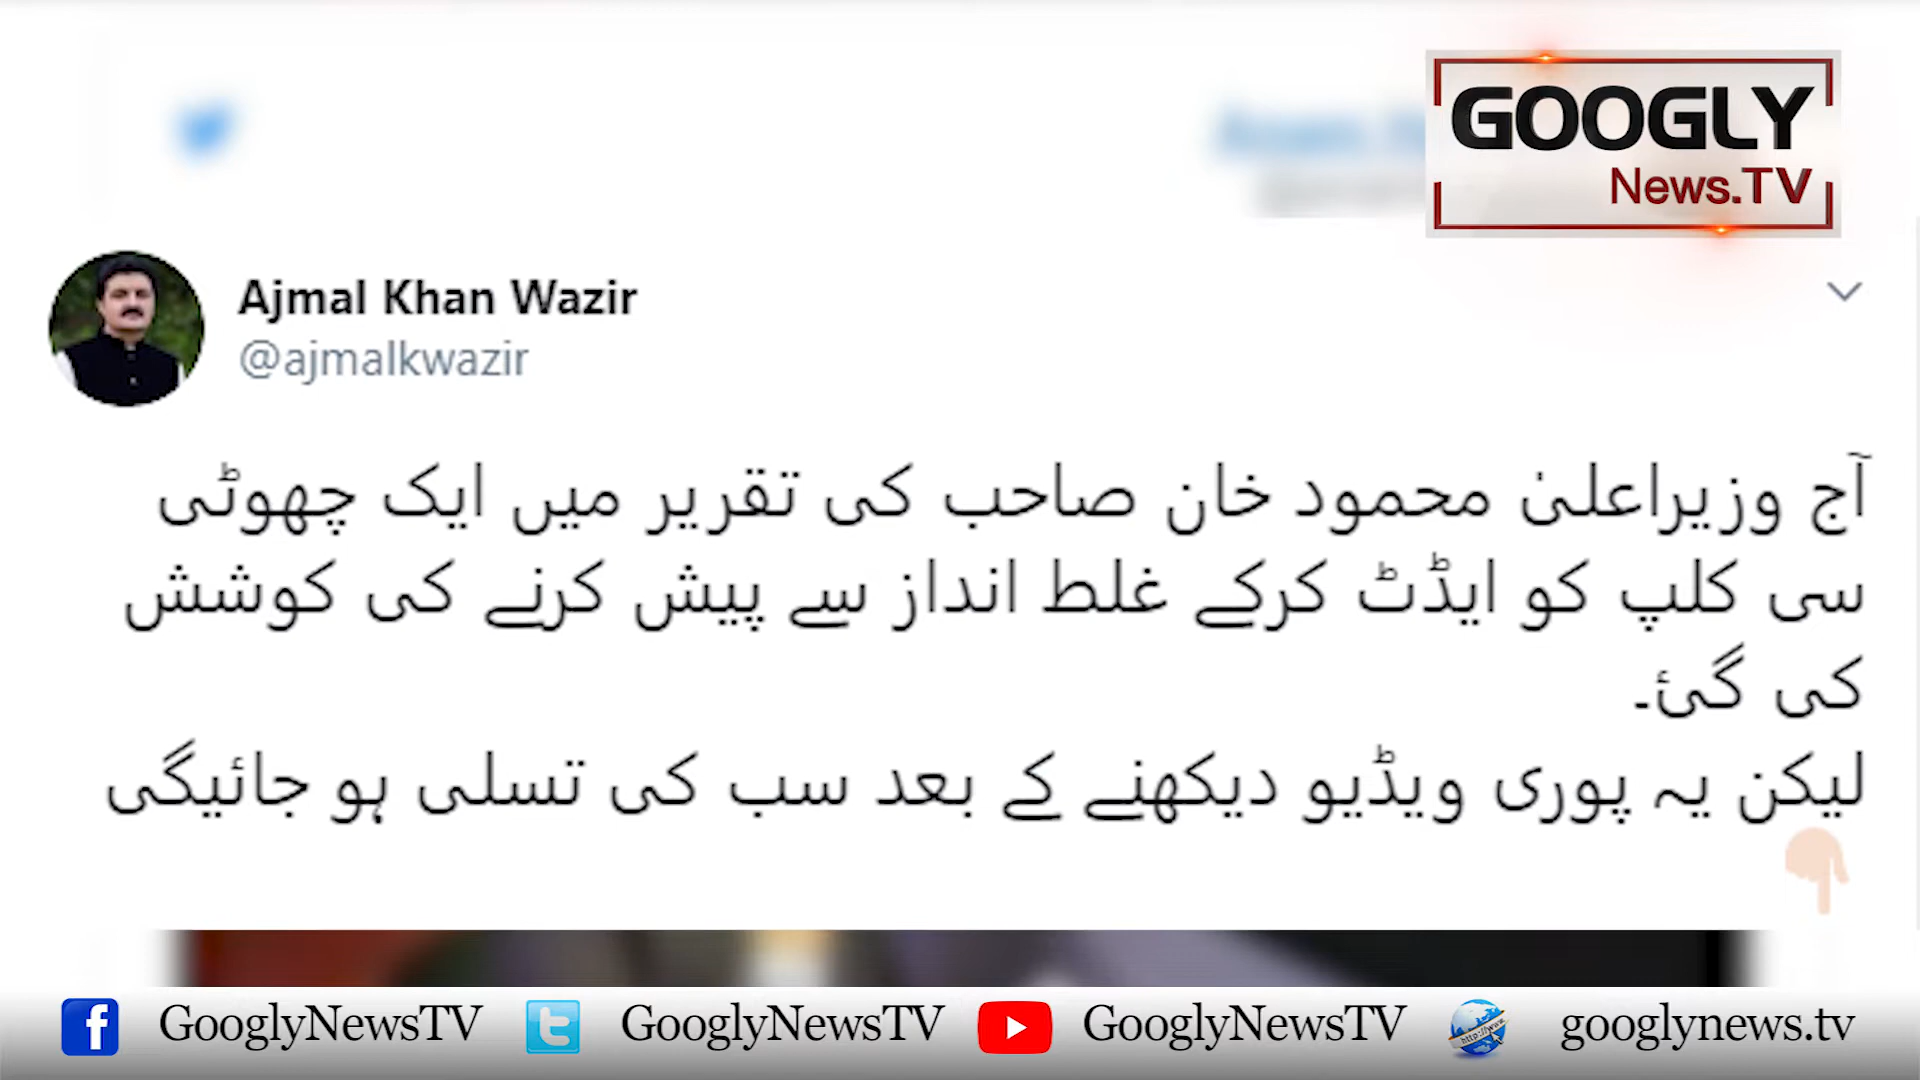 GOOGLY
News.TV
Ajmal Khan Wazir
@ajmalkwazir
آج وزیراعلیٰ محمود خان صاحب کی تقریر میں ایک چھوٹی
سی کلپ کو ایڈٹ کرکے غلط انداز سے پیش کرنے کی کوشش
کی گئ۔
لیکن یہ پوری ویڈیو دیکھنے کے بعد سب کی تسلی ہو جائیگی
GooglyNewsTV GooglyNewsTV GooglyNewsTV googlynews.tv